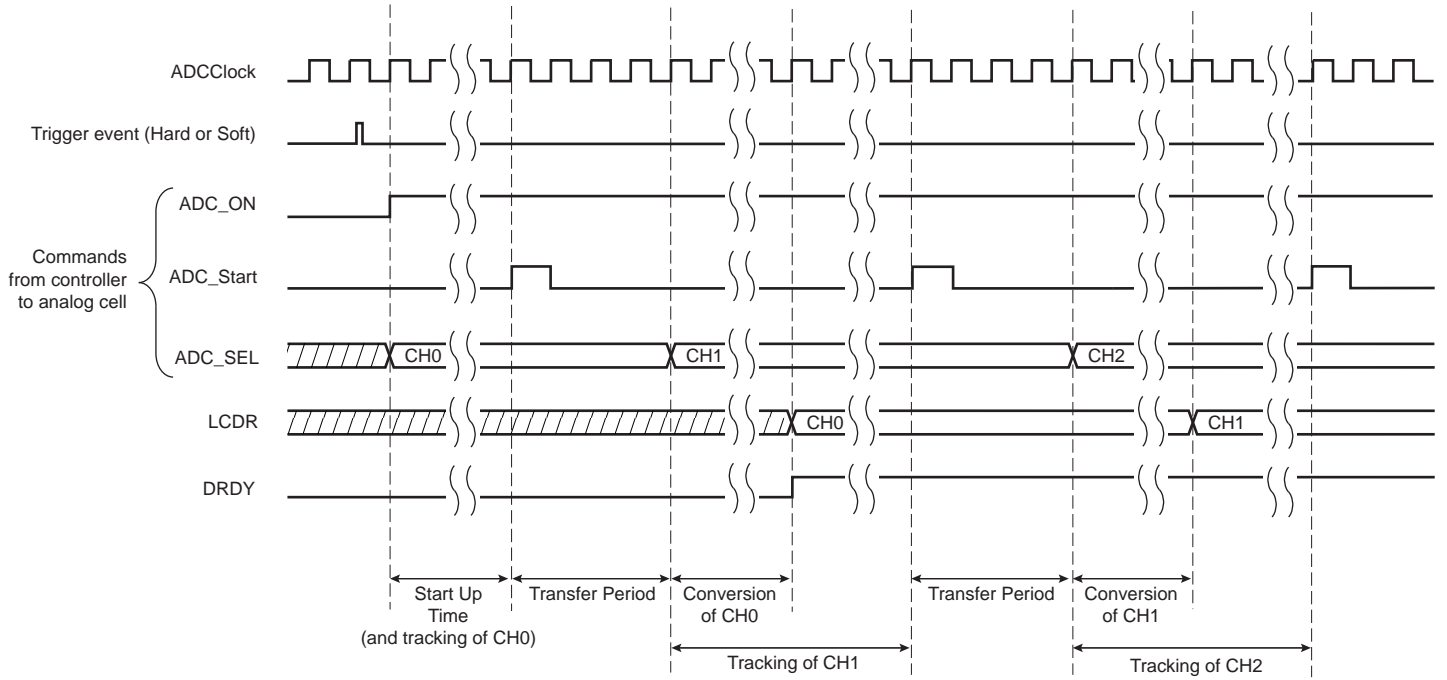 ADCClock
Trigger event (Hard or Soft)
ADC_ON
Commands
from controller
to analog cell
ADC_Start
ADC_SEL
CH0
CH1
CH2
LCDR
CH0
CH1
DRDY
Start Up
Time
(and tracking of CH0)
Transfer Period
Conversion
of CH0
Transfer Period
Conversion
of CH1
Tracking of CH1
Tracking of CH2